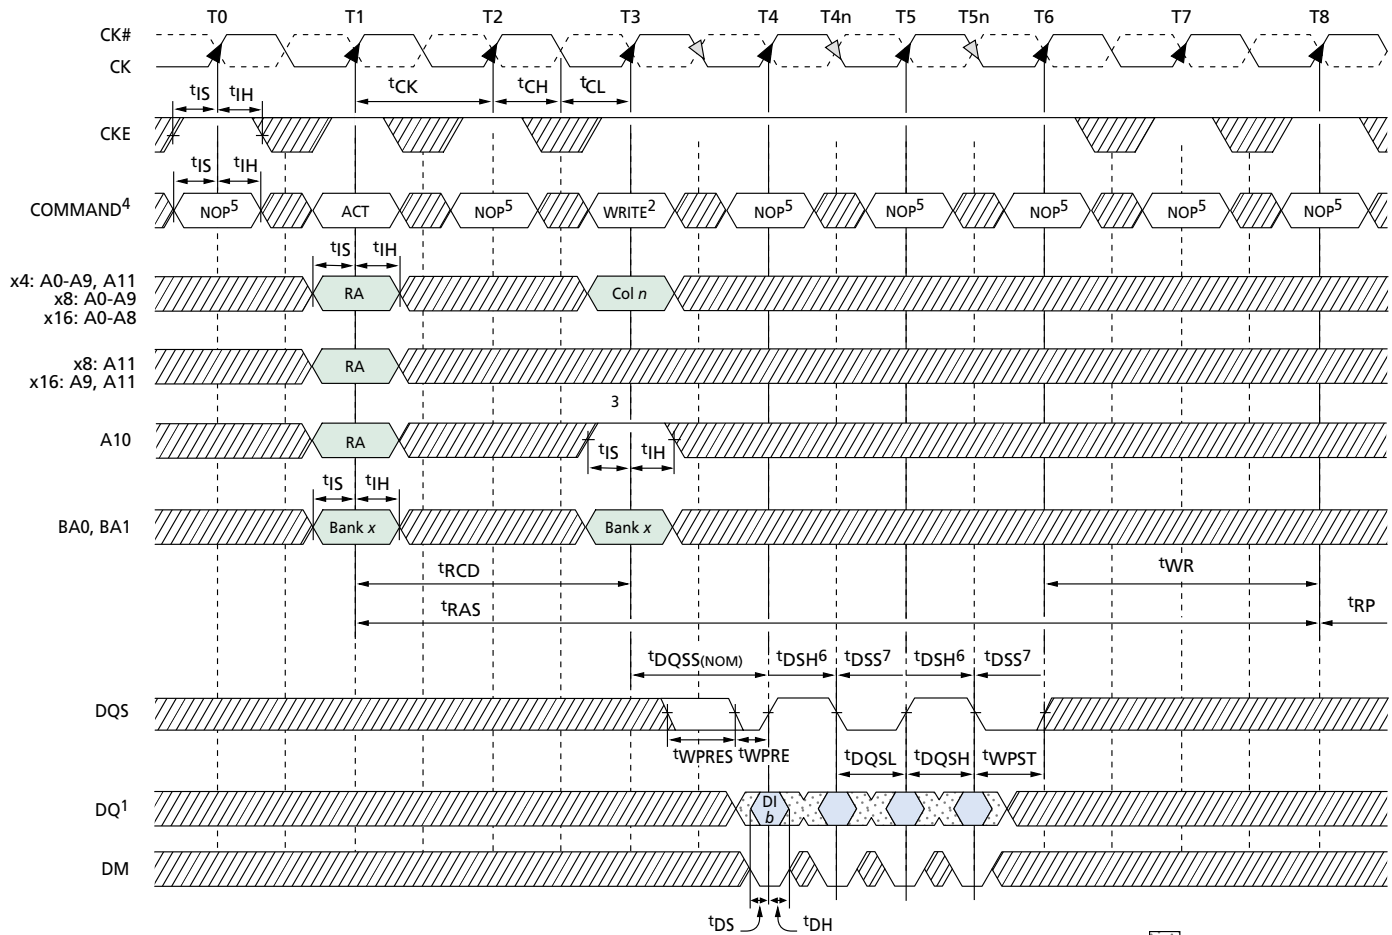 T0 T1 T2 T3 T4 T4n T5 T5n T6 T7 T8
CK#
CK
tIS tIH tCK tCH tCL
CKE
tIS tIH
COMMAND4 NOP5 ACT NOP5 WRITE2 NOP5 NOP5 NOP5 NOP5 NOP5
tIS tIH
x4: A0-A9, A11
x8: A0-A9
x16: A0-A8
RA Col n
x8: A11
x16: A9, A11
RA
3
A10 RA
tIS tIH
tIS tIH
BA0, BA1 Bank x Bank x
tRCD tWR
tRAS tRP
tDQSS(NOM) tDSH6 tDSS7 tDSH6 tDSS7
DQS
tWPRES tWPRE tDQSL tDQSH tWPST
DQ1 DI
b
DM
tDS tDH